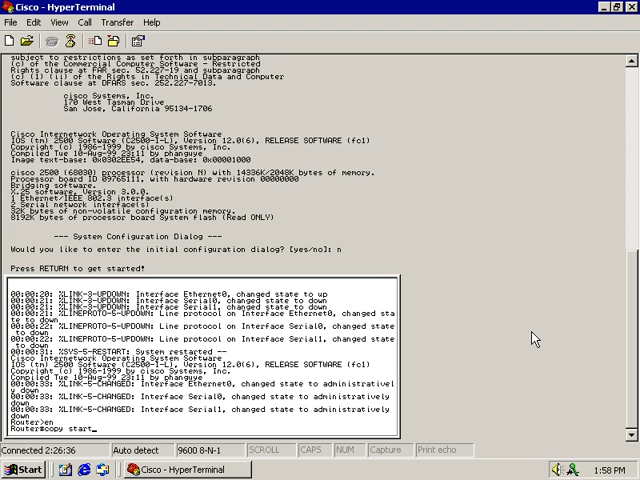 Cisco - HyperTerminal
File Edit View Call Transfer Help
subject to restrictions as set forth in subparagraph
(c) of the Commercial Computer Software - Restricted
Rights clause at FAR sec. 52.227-19 and subparagraph
(c) (1) (ii) of the Rights in Technical Data and Computer
Software clause at DFARS sec. 252.227-7013.
cisco Systems, Inc.
170 West Tasman Drive
San Jose, California 95134-1706
Cisco Internetwork Operating System Software
IOS (tm) 2500 Software (C2500-I-L), Version 12.0(6), RELEASE SOFTWARE (fc1)
Copyright (c) 1986-1999 by cisco Systems, Inc.
Compiled Tue 10-Aug-99 23:11 by phanguye
Image text-base: 0x0302EE54, data-base: 0x00001000
cisco 2500 (68030) processor (revision N) with 14336K/2048K bytes of memory.
Processor board ID 09765111, with hardware revision 00000000
Bridging software.
X.25 software, Version 3.0.0.
1 Ethernet/IEEE 802.3 interface(s)
2 Serial network interface(s)
32K bytes of non-volatile configuration memory.
8192K bytes of processor board System flash (Read ONLY)
--- System Configuration Dialog ---
Would you like to enter the initial configuration dialog? [yes/no]: n
Press RETURN to get started!
00:00:20: %LINK-3-UPDOWN: Interface Ethernet0, changed state to up
00:00:21: %LINK-3-UPDOWN: Interface Serial0, changed state to down
00:00:21: %LINK-3-UPDOWN: Interface Serial1, changed state to down
00:00:21: %LINEPROTO-5-UPDOWN: Line protocol on Interface Ethernet0, changed sta
te to down
00:00:22: %LINEPROTO-5-UPDOWN: Line protocol on Interface Serial0, changed state
to down
00:00:22: %LINEPROTO-5-UPDOWN: Line protocol on Interface Serial1, changed state
to down
00:00:31: %SYS-5-RESTART: System restarted --
Cisco Internetwork Operating System Software
IOS (tm) 2500 Software (C2500-I-L), Version 12.0(6), RELEASE SOFTWARE (fc1)
Copyright (c) 1986-1999 by cisco Systems, Inc.
Compiled Tue 10-Aug-99 23:11 by phanguye
00:00:33: %LINK-5-CHANGED: Interface Ethernet0, changed state to administrativel
y down
00:00:33: %LINK-5-CHANGED: Interface Serial0, changed state to administratively
down
00:00:33: %LINK-5-CHANGED: Interface Serial1, changed state to administratively
down
Router>en
Router#copy start_
Connected 2:26:36 Auto detect 9600 8-N-1 SCROLL CAPS NUM Capture Print echo
Start Cisco - HyperTerminal 1:58 PM